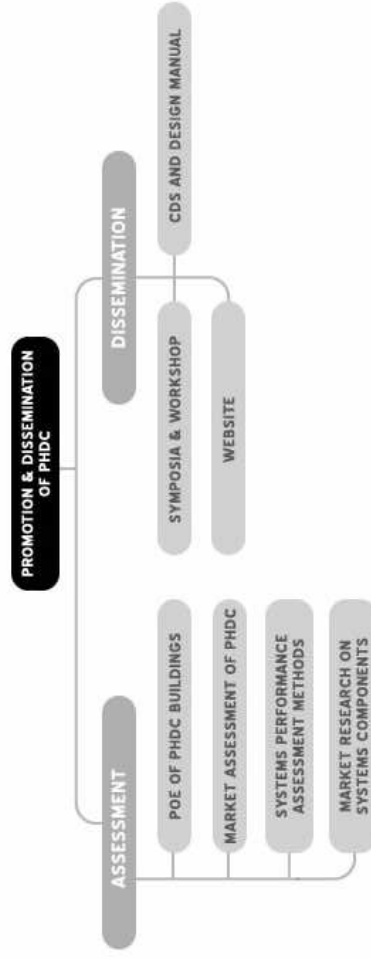 PROMOTION & DISSEMINATION
OF PHDC
ASSESSMENT
DISSEMINATION
POE OF PHDC BUILDINGS
MARKET ASSESSMENT OF PHDC
SYSTEMS PERFORMANCE
ASSESSMENT METHODS
MARKET RESEARCH ON
SYSTEMS COMPONENTS
SYMPOSIA & WORKSHOP
CDS AND DESIGN MANUAL
WEBSITE